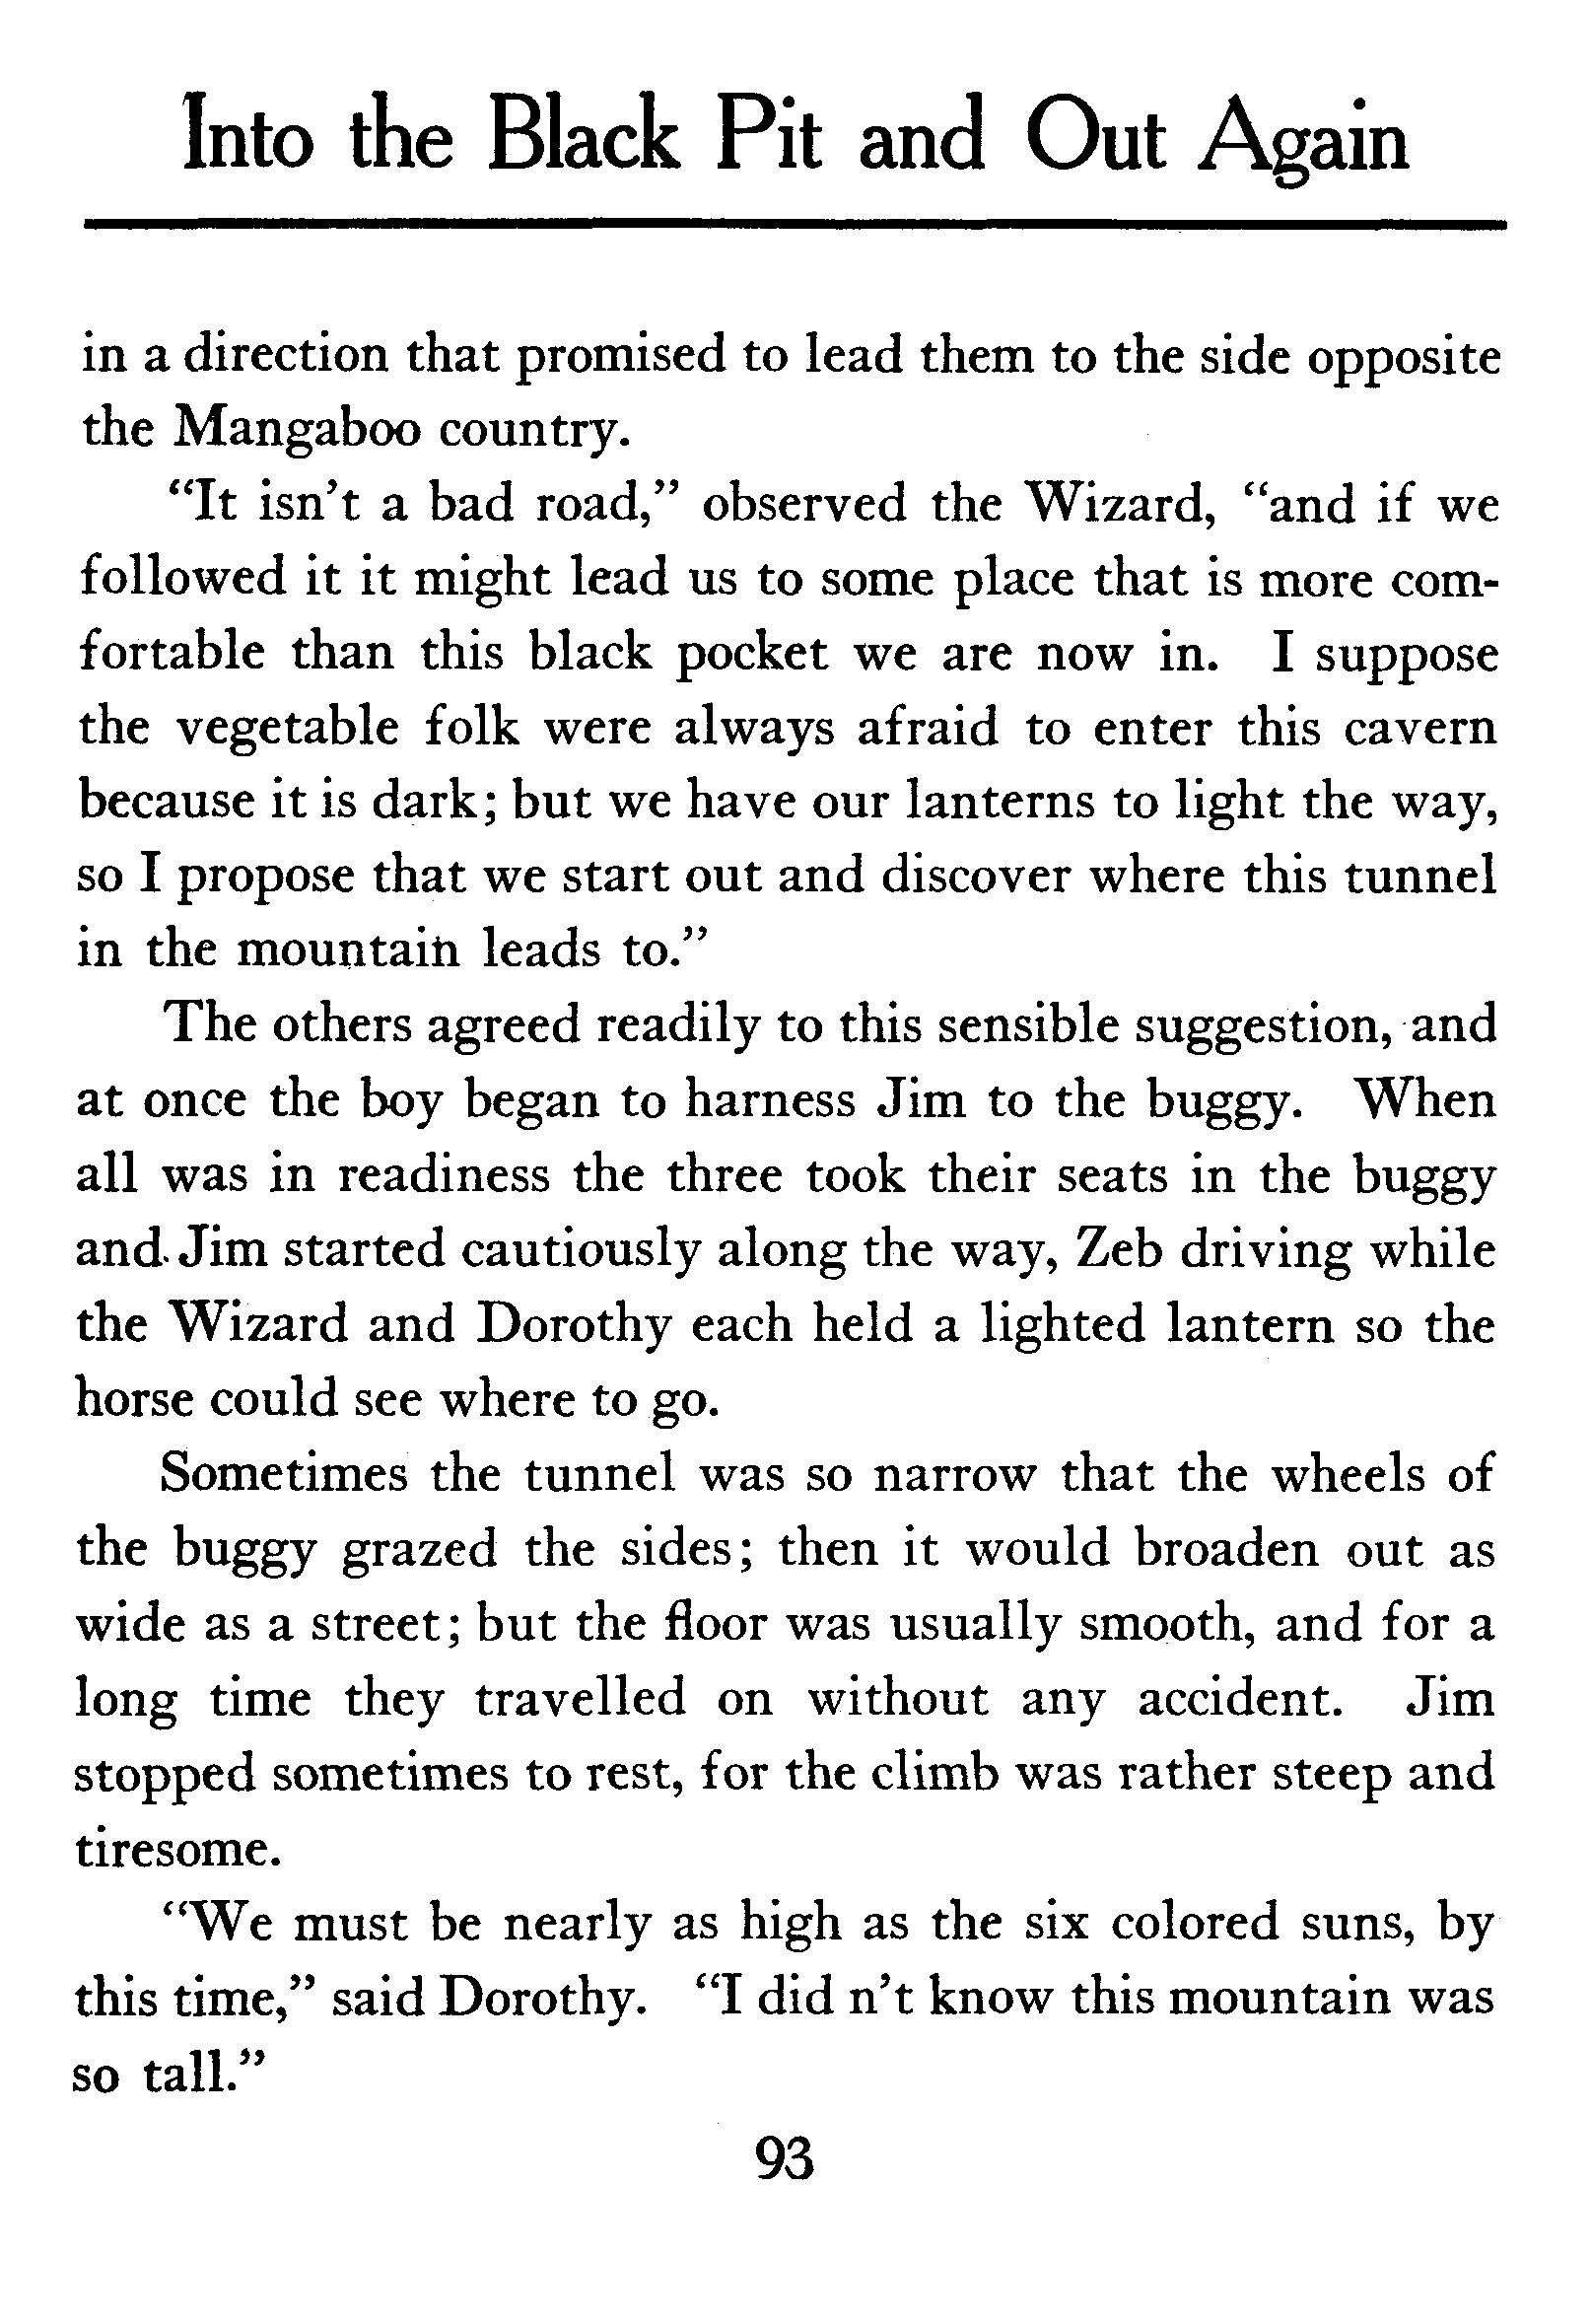 Into the Black Pit and Out Again
in a direction that promised to lead them to the side opposite
the Mangaboo country.
“It isn’t a bad road,” observed the Wizard, “and if we
followed it it might lead us to some place that is more com-
fortable than this black pocket we are now in. I suppose
the vegetable folk were always afraid to enter this cavern
because it is dark; but we have our lanterns to light the way,
so I propose that we start out and discover where this tunnel
in the mountain leads to.”
The others agreed readily to this sensible suggestion, and
at once the boy began to harness Jim to the buggy. When
all was in readiness the three took their seats in the buggy
and Jim started cautiously along the way, Zeb driving while
the Wizard and Dorothy each held a lighted lantern so the
horse could see where to go.
Sometimes the tunnel was so narrow that the wheels of
the buggy grazed the sides; then it would broaden out as
wide as a street; but the floor was usually smooth, and for a
long time they travelled on without any accident. Jim
stopped sometimes to rest, for the climb was rather steep and
tiresome.
“We must be nearly as high as the six colored suns, by
this time,” said Dorothy. “I did n’t know this mountain was
so tall.”
93